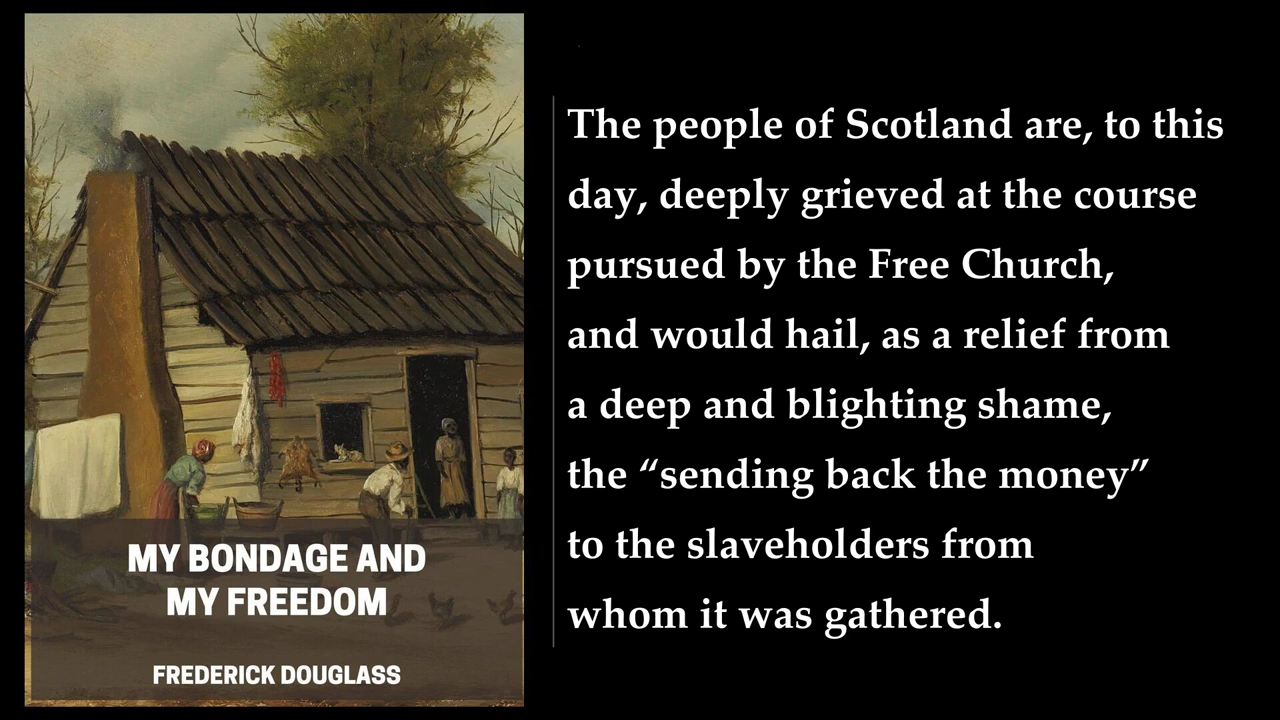 MY BONDAGE AND
MY FREEDOM
FREDERICK DOUGLASS
The people of Scotland are, to this
day, deeply grieved at the course
pursued by the Free Church,
and would hail, as a relief from
a deep and blighting shame,
the “sending back the money”
to the slaveholders from
whom it was gathered.